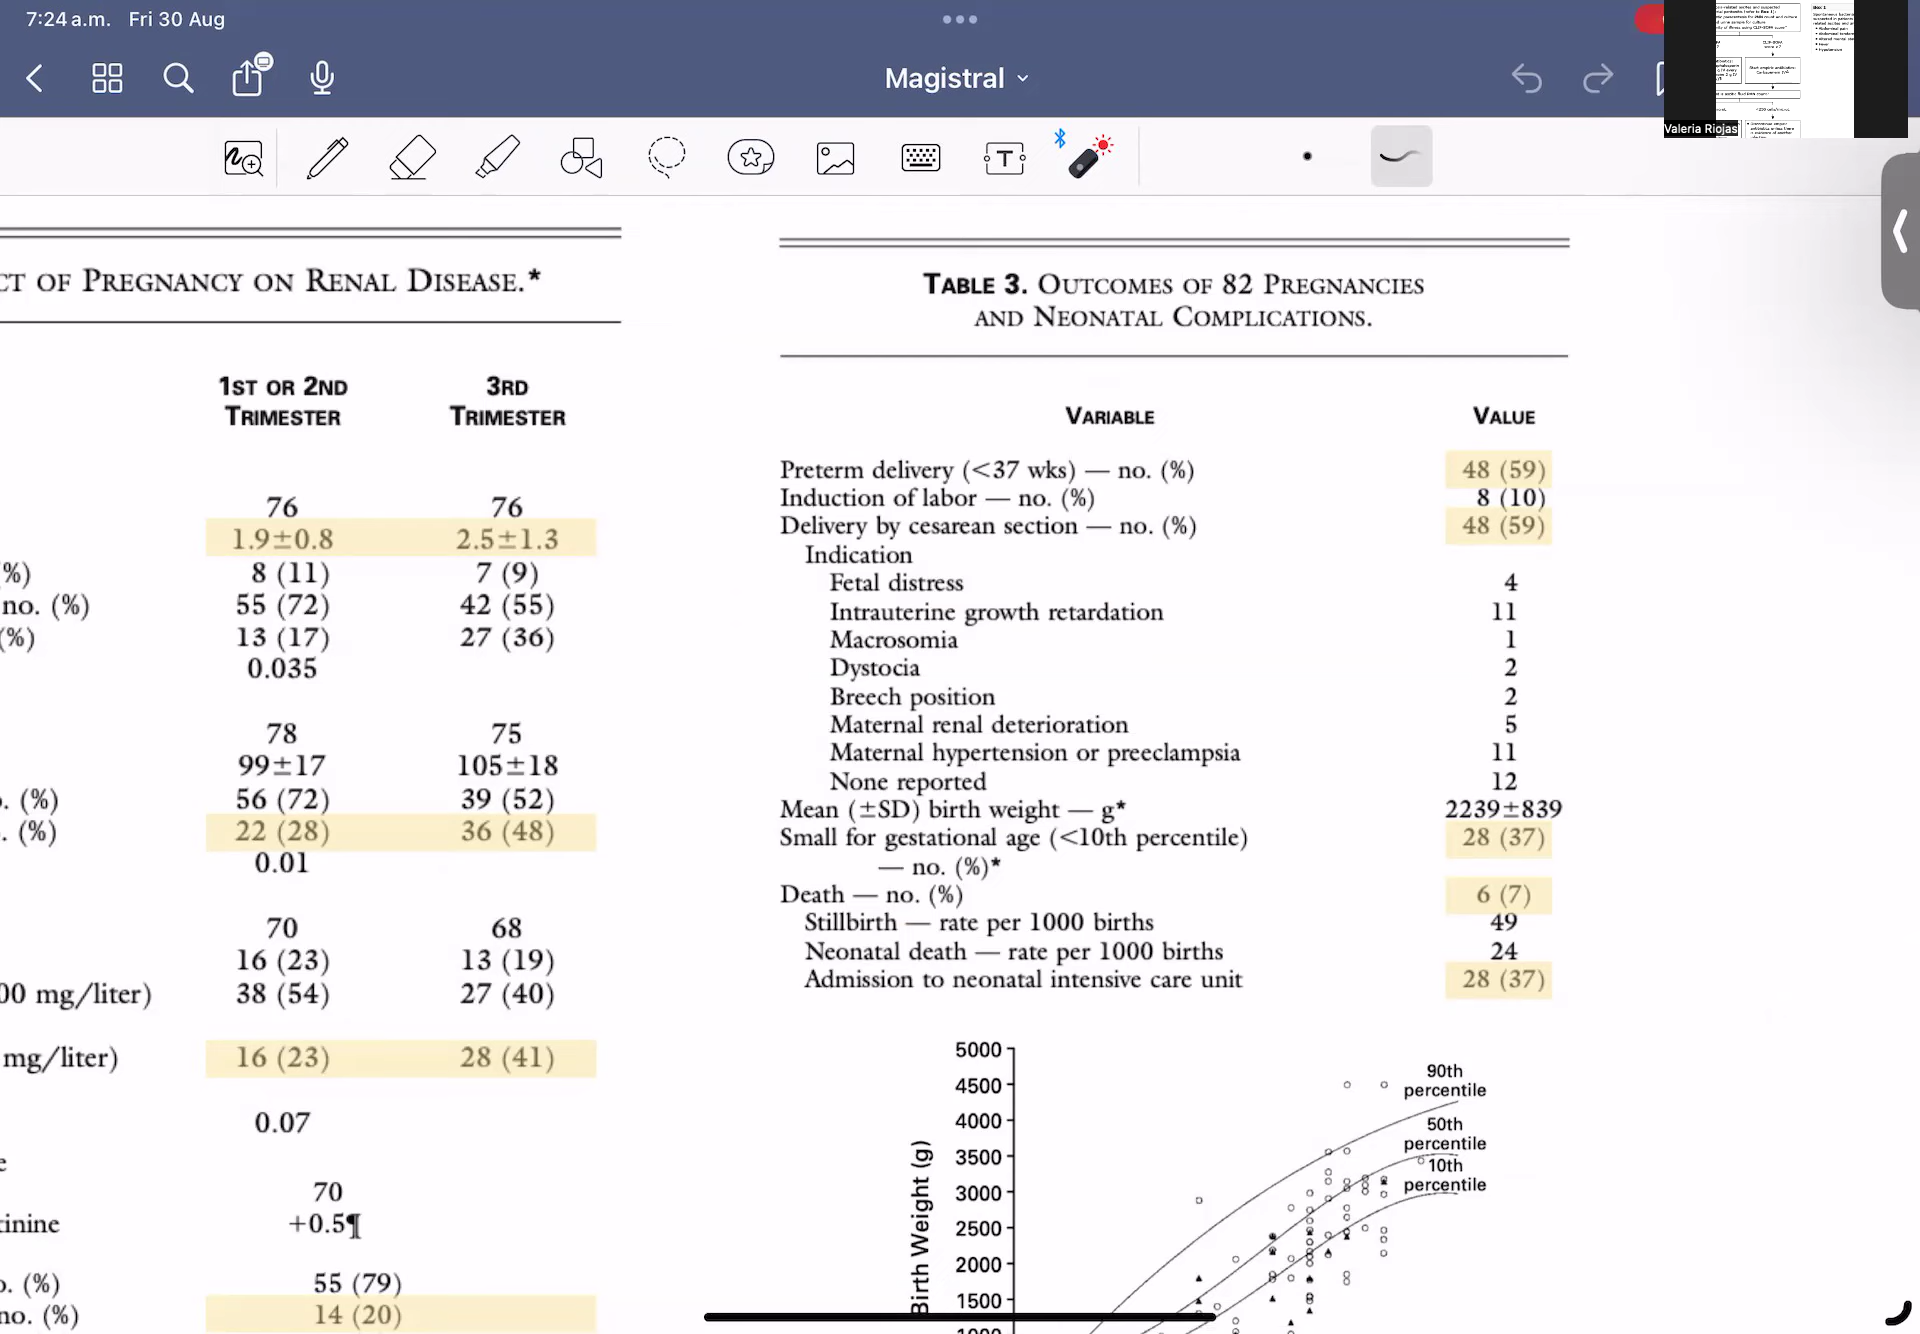 7:24 a.m. Fri 30 Aug
Magistral
Valeria Riojas
CT OF PREGNANCY ON RENAL DISEASE.*
1ST OR 2ND TRIMESTER
3RD TRIMESTER
76 76
1.9±0.8 2.5±1.3
%) 8 (11) 7 (9)
no. (%) 55 (72) 42 (55)
(%) 13 (17) 27 (36)
0.035
78 75
99±17 105±18
. (%) 56 (72) 39 (52)
. (%) 22 (28) 36 (48)
0.01
70 68
16 (23) 13 (19)
00 mg/liter) 38 (54) 27 (40)
mg/liter) 16 (23) 28 (41)
0.07
e
70
tinine +0.5¶
o. (%) 55 (79)
no. (%) 14 (20)
TABLE 3. OUTCOMES OF 82 PREGNANCIES
AND NEONATAL COMPLICATIONS.
VARIABLE VALUE
Preterm delivery (<37 wks) — no. (%) 48 (59)
Induction of labor — no. (%) 8 (10)
Delivery by cesarean section — no. (%) 48 (59)
Indication
Fetal distress 4
Intrauterine growth retardation 11
Macrosomia 1
Dystocia 2
Breech position 2
Maternal renal deterioration 5
Maternal hypertension or preeclampsia 11
None reported 12
Mean (±SD) birth weight — g* 2239±839
Small for gestational age (<10th percentile) 28 (37)
— no. (%)*
Death — no. (%) 6 (7)
Stillbirth — rate per 1000 births 49
Neonatal death — rate per 1000 births 24
Admission to neonatal intensive care unit 28 (37)
5000
4500
4000
3500
3000
2500
2000
1500
Birth Weight (g)
90th
percentile
50th
percentile
10th
percentile